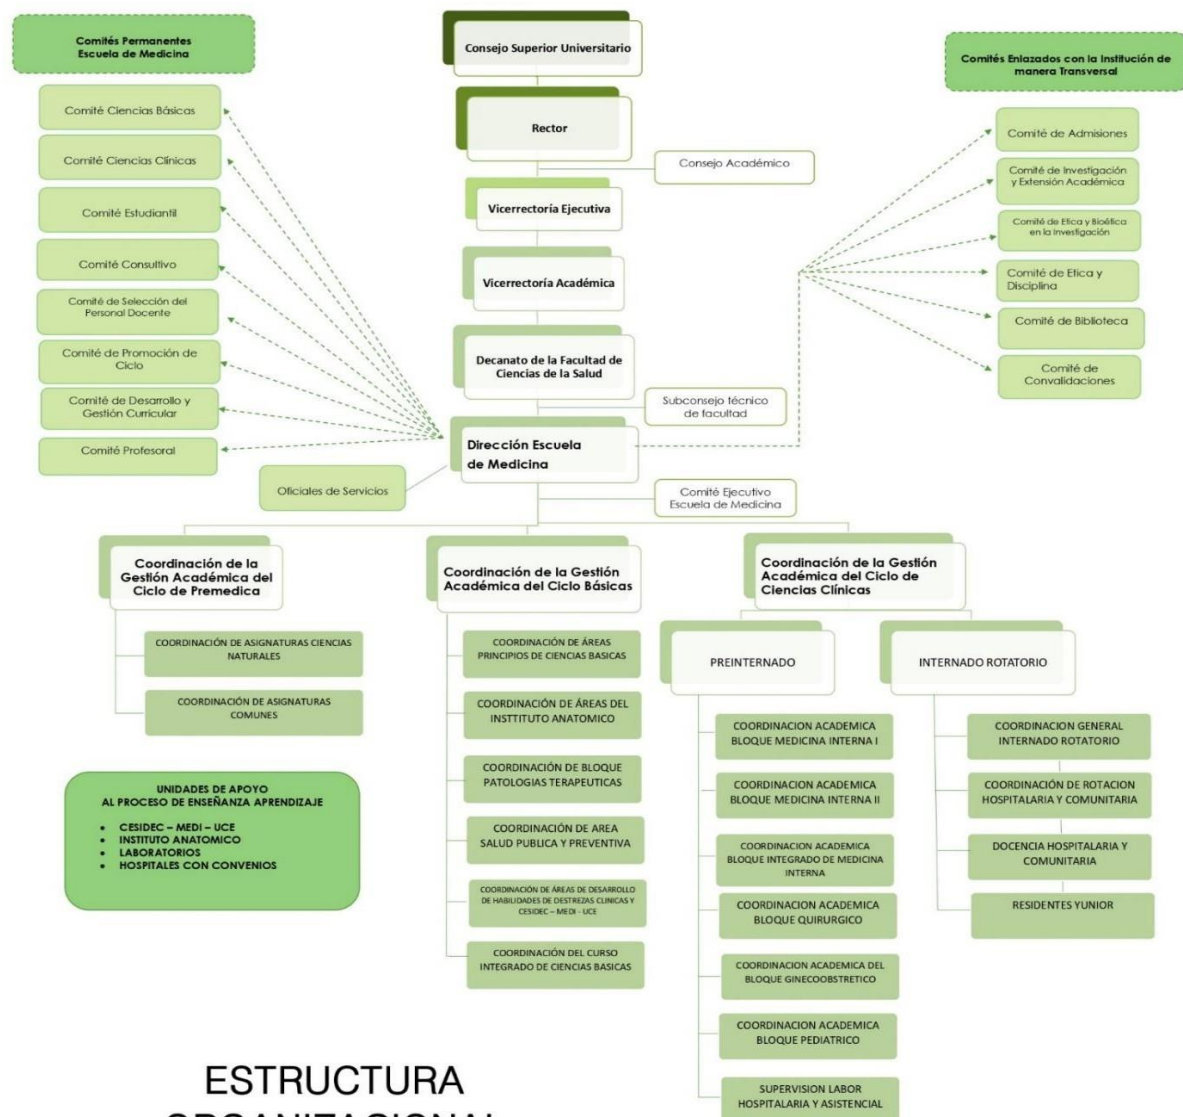 Comités Permanentes
Escuela de Medicina
Comité Ciencias Básicas
Comité Ciencias Clínicas
Comité Estudiantil
Comité Consultivo
Comité de Selección del
Personal Docente
Comité de Promoción de
Ciclo
Comité de Desarrollo y
Gestión Curricular
Comité Profesoral
Consejo Superior Universitario
Rector
Consejo Académico
Vicerrectoría Ejecutiva
Vicerrectoría Académica
Decanato de la Facultad de
Ciencias de la Salud
Subconsejo técnico
de facultad
Dirección Escuela
de Medicina
Oficiales de Servicios
Comité Ejecutivo
Escuela de Medicina
Comités Enlazados con la Institución de
manera Transversal
Comité de Admisiones
Comité de Investigación
y Extensión Académica
Comité de Etica y Bioética
en la Investigación
Comité de Etica y
Disciplina
Comité de Biblioteca
Comité de
Convalidaciones
Coordinación de la
Gestión Académica del
Ciclo de Premedica
COORDINACIÓN DE ASIGNATURAS CIENCIAS
NATURALES
COORDINACIÓN DE ASIGNATURAS
COMUNES
UNIDADES DE APOYO
AL PROCESO DE ENSEÑANZA APRENDIZAJE
• CESIDEC – MEDI – UCE
• INSTITUTO ANATOMICO
• LABORATORIOS
• HOSPITALES CON CONVENIOS
Coordinación de la Gestión
Académica del Ciclo Básicas
COORDINACIÓN DE ÁREAS
PRINCIPIOS DE CIENCIAS BASICAS
COORDINACIÓN DE ÁREAS DEL
INSTTITUTO ANATOMICO
COORDINACIÓN DE BLOQUE
PATOLOGIAS TERAPEUTICAS
COORDINACIÓN DE AREA
SALUD PUBLICA Y PREVENTIVA
COORDINACIÓN DE ÁREAS DE DESARROLLO
DE HABILIDADES DE DESTREZAS CLINICAS Y
CESIDEC – MEDI - UCE
COORDINACIÓN DEL CURSO
INTEGRADO DE CIENCIAS BASICAS
Coordinación de la Gestión
Académica del Ciclo de
Ciencias Clínicas
PREINTERNADO
COORDINACION ACADEMICA
BLOQUE MEDICINA INTERNA I
COORDINACION ACADEMICA
BLOQUE MEDICINA INTERNA II
COORDINACION ACADEMICA
BLOQUE INTEGRADO DE MEDICINA
INTERNA
COORDINACION ACADEMICA
BLOQUE QUIRURGICO
COORDINACION ACADEMICA DEL
BLOQUE GINECOOBSTRETICO
COORDINACION ACADEMICA
BLOQUE PEDIATRICO
SUPERVISION LABOR
HOSPITALARIA Y ASISTENCIAL
INTERNADO ROTATORIO
COORDINACION GENERAL
INTERNADO ROTATORIO
COORDINACIÓN DE ROTACION
HOSPITALARIA Y COMUNITARIA
DOCENCIA HOSPITALARIA Y
COMUNITARIA
RESIDENTES YUNIOR
ESTRUCTURA
ORGANIZACIONAL